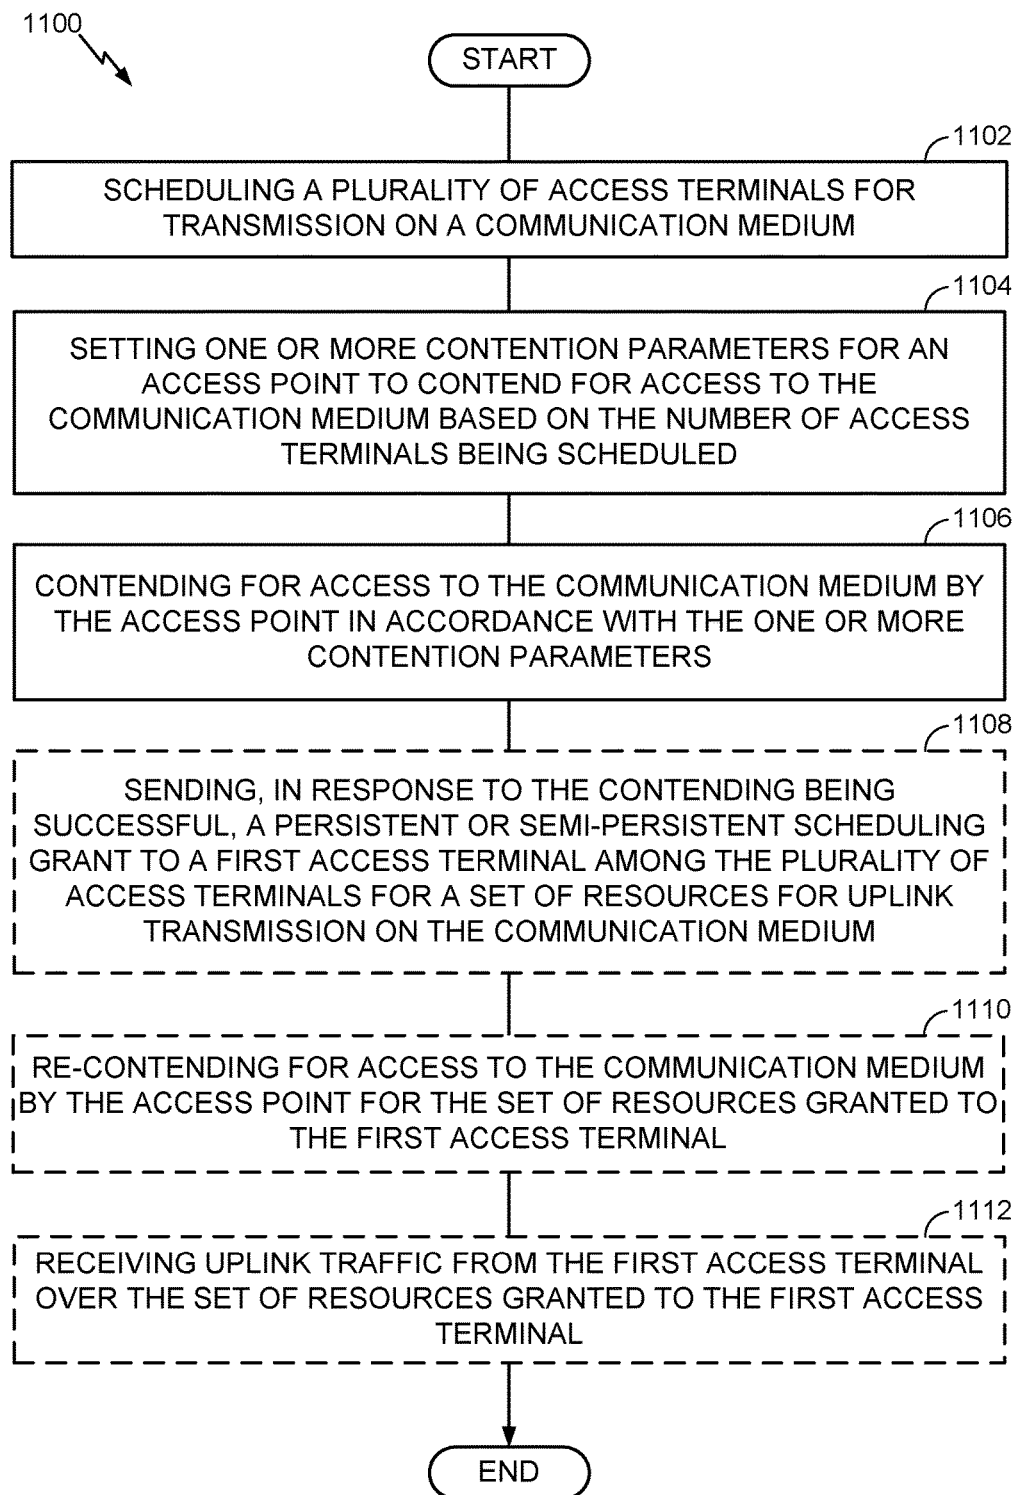 1100
START
1102
SCHEDULING A PLURALITY OF ACCESS TERMINALS FOR
TRANSMISSION ON A COMMUNICATION MEDIUM
1104
SETTING ONE OR MORE CONTENTION PARAMETERS FOR AN
ACCESS POINT TO CONTEND FOR ACCESS TO THE
COMMUNICATION MEDIUM BASED ON THE NUMBER OF ACCESS
TERMINALS BEING SCHEDULED
1106
CONTENDING FOR ACCESS TO THE COMMUNICATION MEDIUM BY
THE ACCESS POINT IN ACCORDANCE WITH THE ONE OR MORE
CONTENTION PARAMETERS
1108
SENDING, IN RESPONSE TO THE CONTENDING BEING
SUCCESSFUL, A PERSISTENT OR SEMI-PERSISTENT SCHEDULING
GRANT TO A FIRST ACCESS TERMINAL AMONG THE PLURALITY OF
ACCESS TERMINALS FOR A SET OF RESOURCES FOR UPLINK
TRANSMISSION ON THE COMMUNICATION MEDIUM
1110
RE-CONTENDING FOR ACCESS TO THE COMMUNICATION MEDIUM
BY THE ACCESS POINT FOR THE SET OF RESOURCES GRANTED TO
THE FIRST ACCESS TERMINAL
1112
RECEIVING UPLINK TRAFFIC FROM THE FIRST ACCESS TERMINAL
OVER THE SET OF RESOURCES GRANTED TO THE FIRST ACCESS
TERMINAL
END